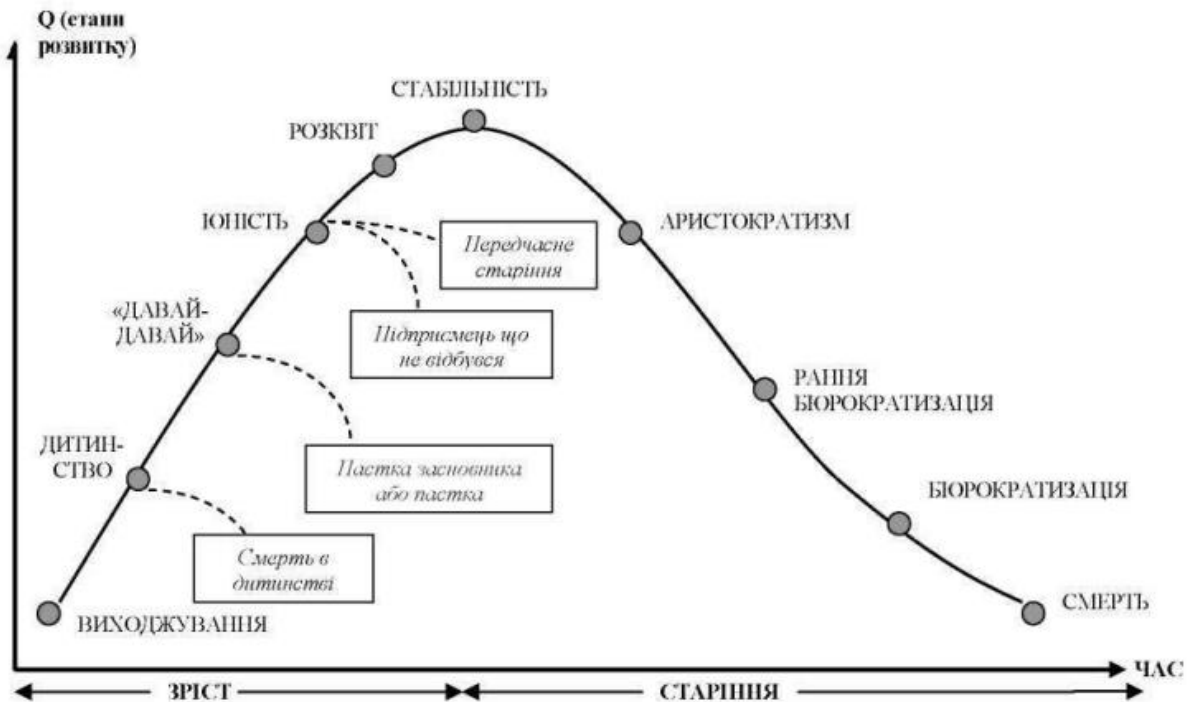 Q (етапи
розвитку)
СТАБІЛЬНІСТЬ
РОЗКВІТ
ЮНІСТЬ
Передчасне
старіння
АРИСТОКРАТИЗМ
«ДАВАЙ-
ДАВАЙ»
Підприємець що
не відбувся
РАННЯ
БЮРОКРАТИЗАЦІЯ
ДИТИН-
СТВО
Пастка засновника
або пастка
БЮРОКРАТИЗАЦІЯ
Смерть в
дитинстві
ВИХОДЖУВАННЯ
СМЕРТЬ
ЧАС
ЗРІСТ
СТАРІННЯ